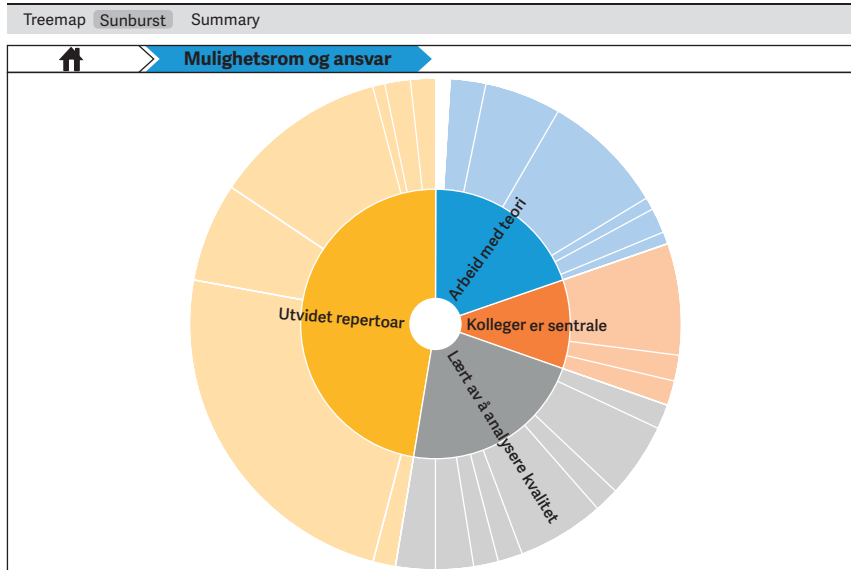 Treemap Sunburst Summary
Mulighetsrom og ansvar
Arbeid med teori
Utvidet repertoar
Kolleger er sentrale
Lært av å analysere kvalitet